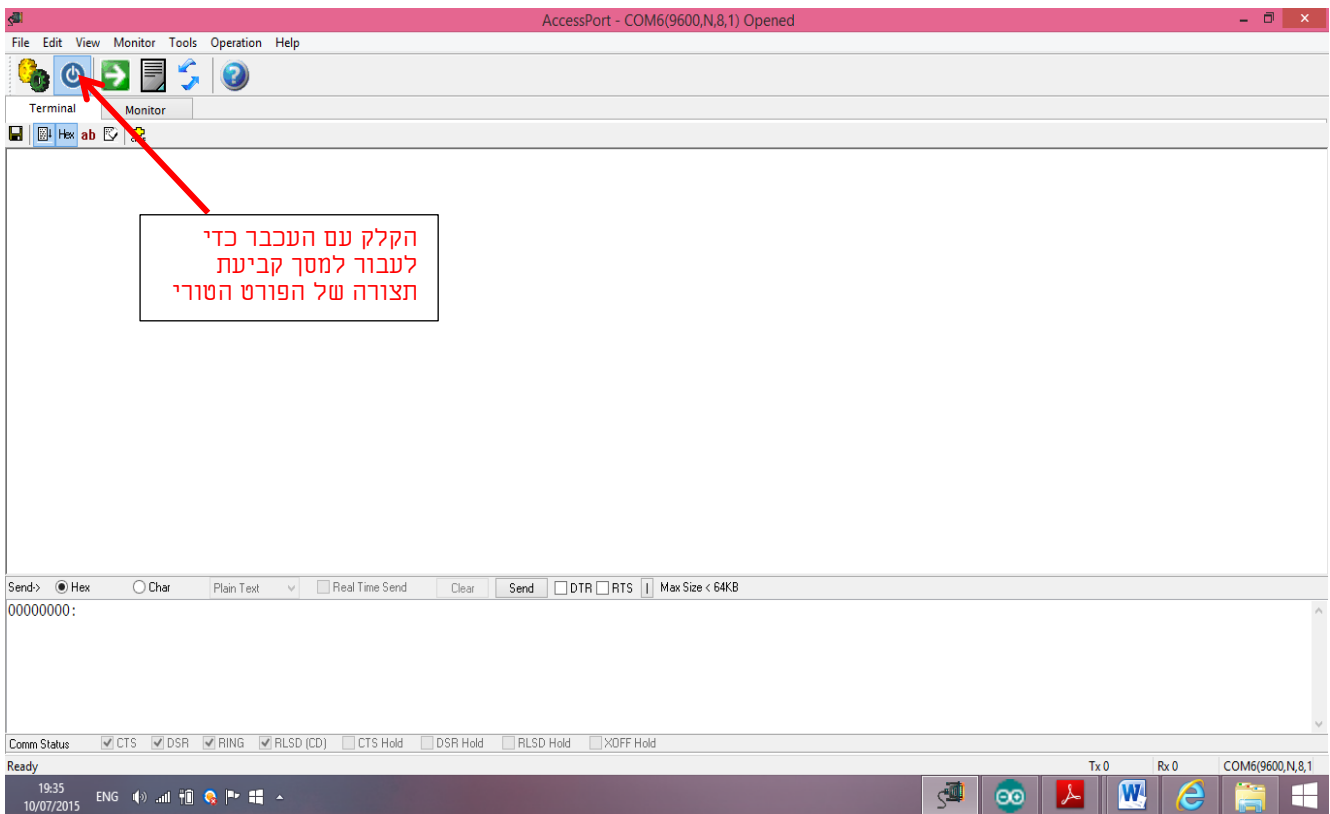 AccessPort - COM6(9600,N,8,1) Opened
File Edit View Monitor Tools Operation Help
Terminal Monitor
Hex ab
הקלק עם העכבר כדי
לעבור למסך קביעת
תצורה של הפורט הטורי
Send-> Hex Char Plain Text Real Time Send Clear Send DTR RTS | Max Size < 64KB
00000000:
Comm Status CTS DSR RING RLSD (CD) CTS Hold DSR Hold RLSD Hold XOFF Hold
Ready Tx 0 Rx 0 COM6(9600,N,8,1
19:35
10/07/2015
ENG